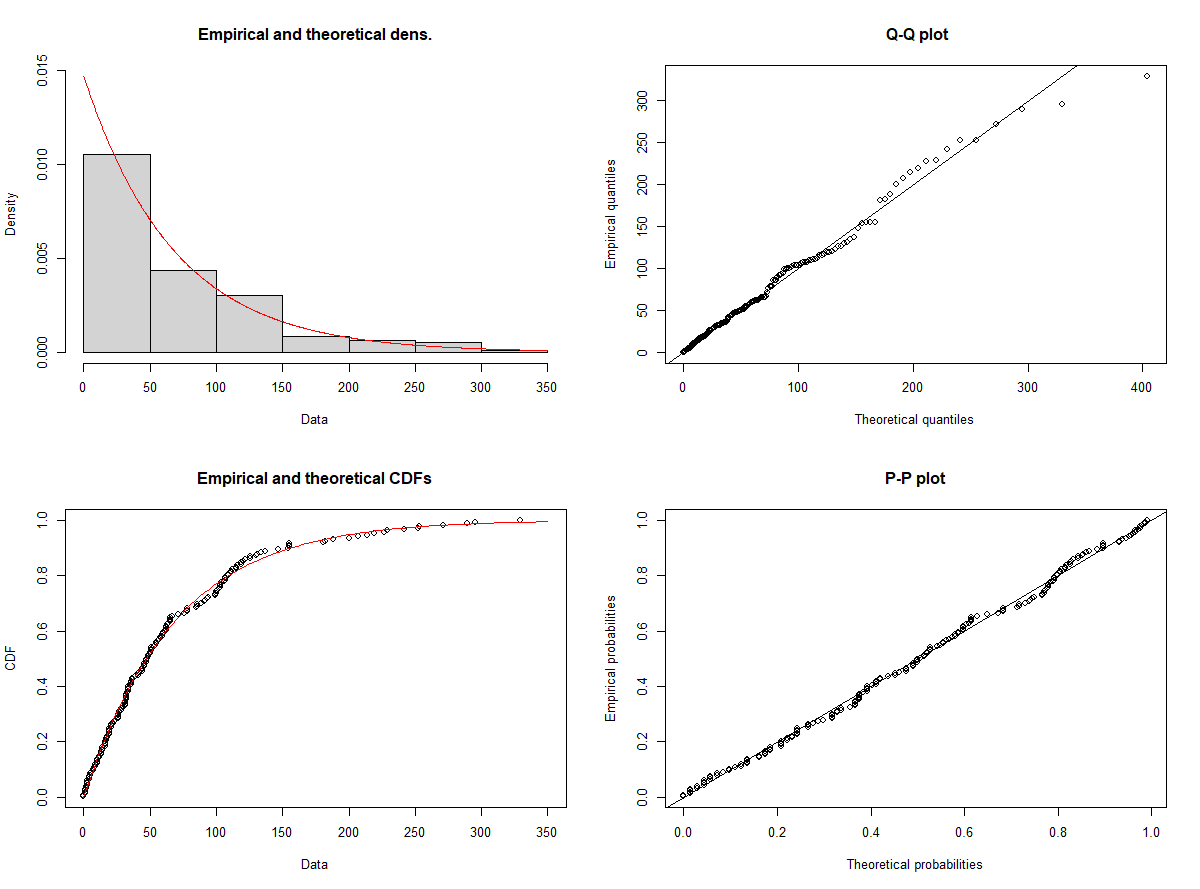 Empirical and theoretical dens.
Density
0.000 0.005 0.010 0.015
0 50 100 150 200 250 300 350
Data
Q-Q plot
Empirical quantiles
0 50 100 150 200 250 300
0 100 200 300 400
Theoretical quantiles
Empirical and theoretical CDFs
CDF
0.0 0.2 0.4 0.6 0.8 1.0
0 50 100 150 200 250 300 350
Data
P-P plot
Empirical probabilities
0.0 0.2 0.4 0.6 0.8 1.0
0.0 0.2 0.4 0.6 0.8 1.0
Theoretical probabilities